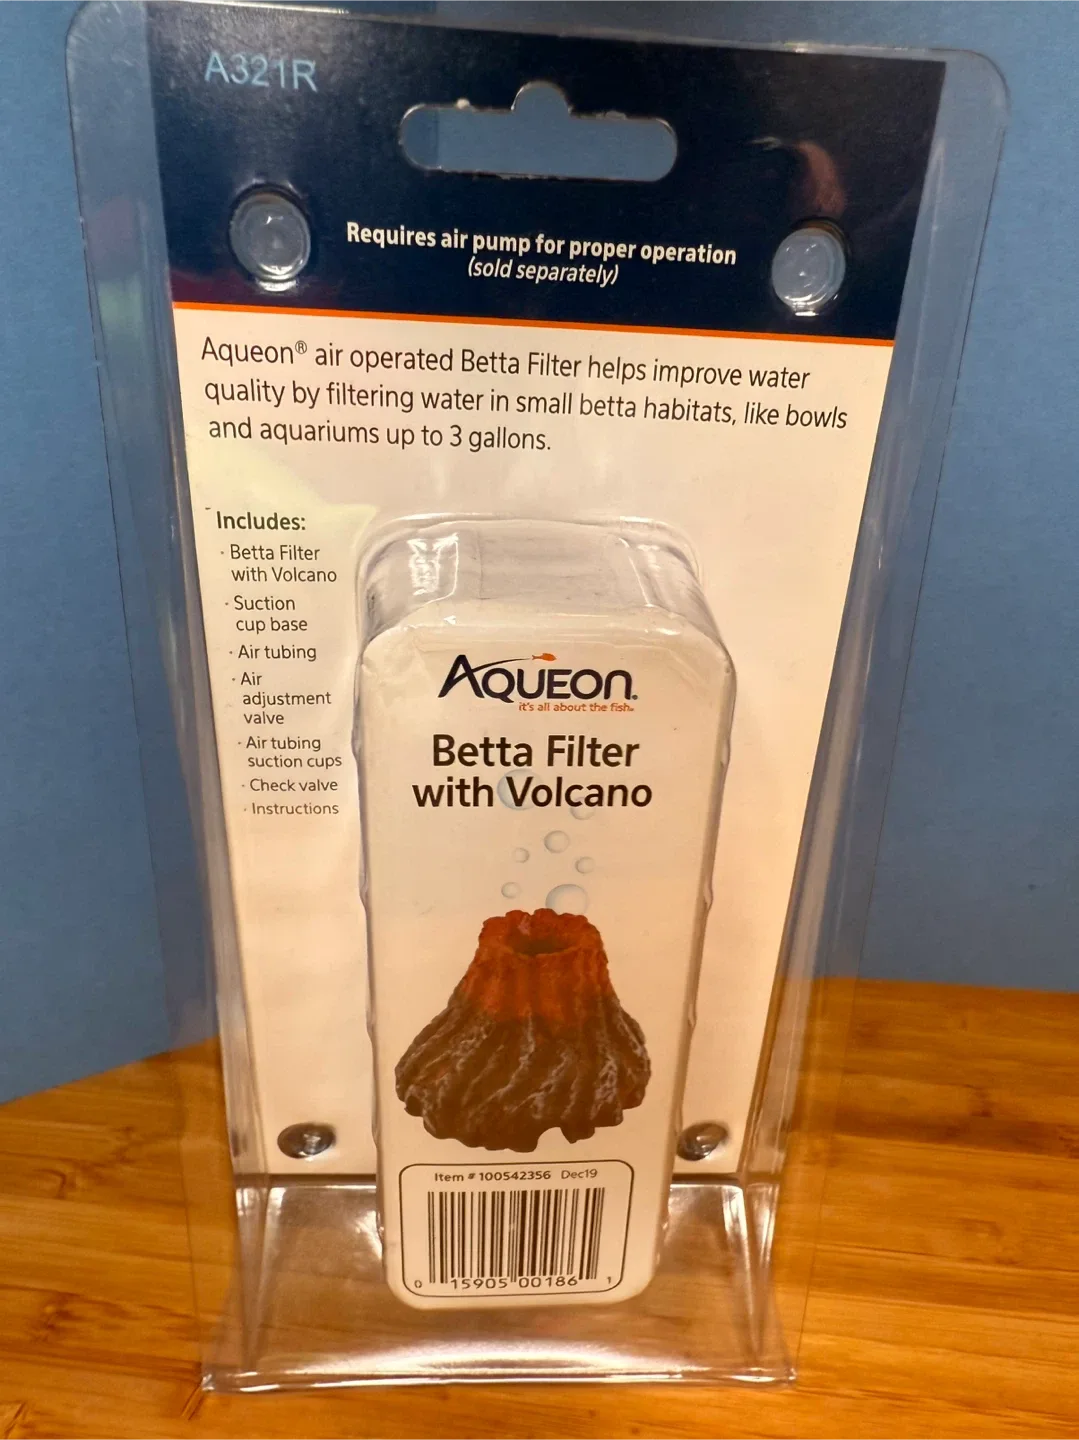 A321R
Requires air pump for proper operation
(sold separately)
Aqueon® air operated Betta Filter helps improve water
quality by filtering water in small betta habitats, like bowls
and aquariums up to 3 gallons.
Includes:
· Betta Filter
with Volcano
· Suction
cup base
· Air tubing
· Air
adjustment
valve
· Air tubing
suction cups
· Check valve
· Instructions
AQUEON.
it's all about the fish.
Betta Filter
with Volcano
Item # 100542356 Dec19
0 15905 00186 1